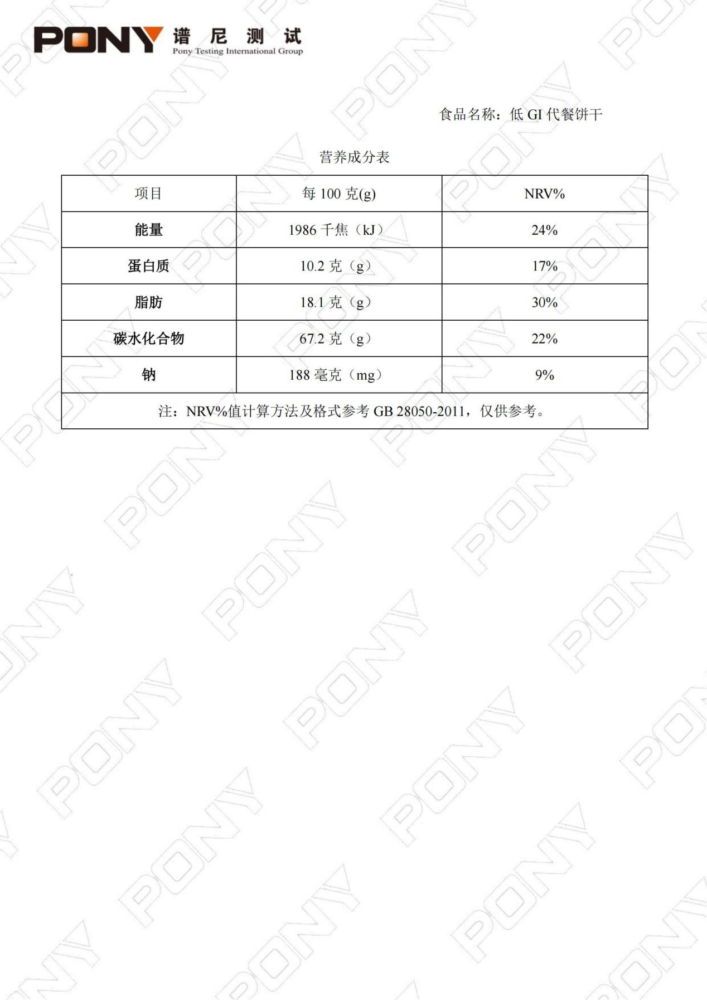 PONY 谱尼测试
Pony Testing International Group
食品名称：低 GI 代餐饼干
营养成分表
项目 每 100 克(g) NRV%
能量 1986 千焦（kJ） 24%
蛋白质 10.2 克（g） 17%
脂肪 18.1 克（g） 30%
碳水化合物 67.2 克（g） 22%
钠 188 毫克（mg） 9%
注：NRV%值计算方法及格式参考 GB 28050-2011，仅供参考。